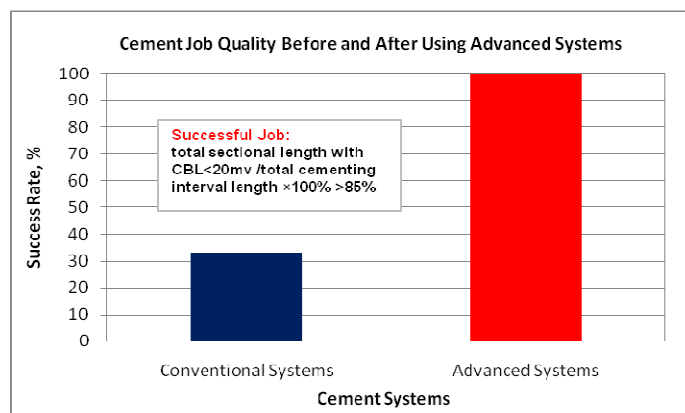 Cement Job Quality Before and After Using Advanced Systems
100
90
80
70
60
50
40
30
20
10
0
Success Rate, %
Successful Job:
total sectional length with
CBL<20mv /total cementing
interval length ×100% >85%
Conventional Systems
Advanced Systems
Cement Systems